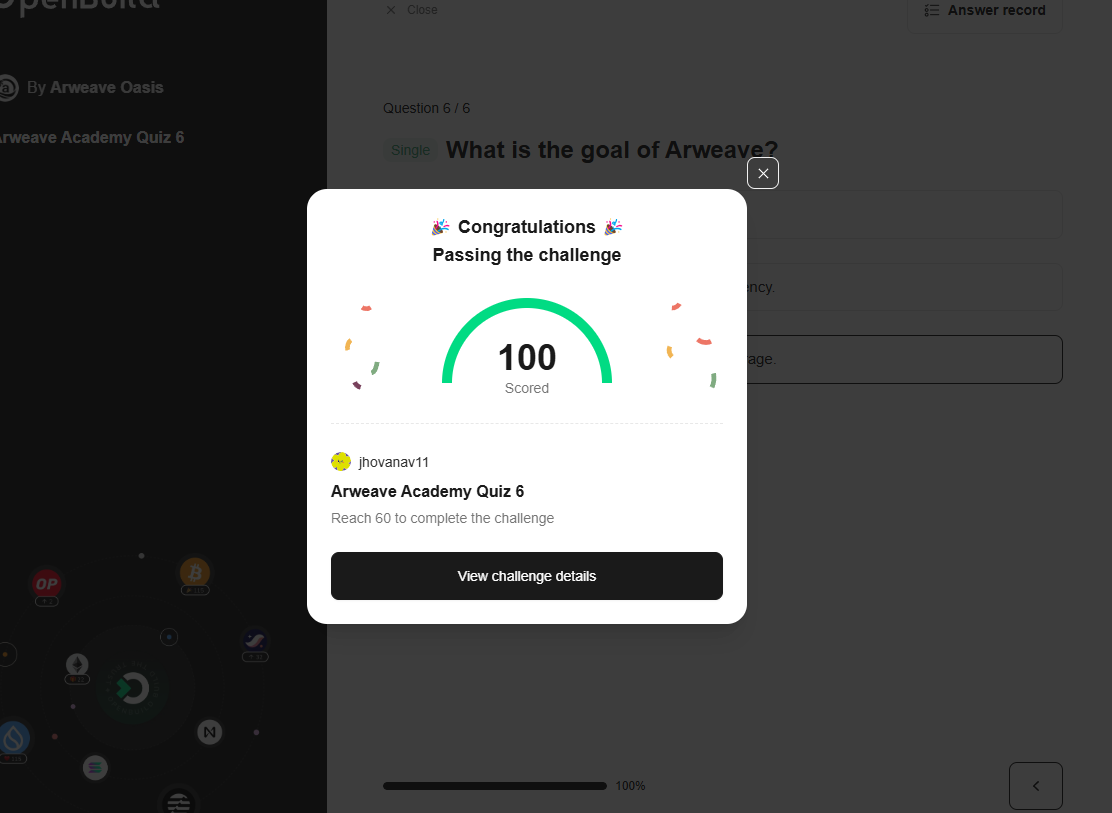 OpenBuild
Close
Answer record
By Arweave Oasis
Arweave Academy Quiz 6
Question 6 / 6
Single What is the goal of Arweave?
🎉 Congratulations 🎉
Passing the challenge
100
Scored
jhovanav11
Arweave Academy Quiz 6
Reach 60 to complete the challenge
View challenge details
OP
100%